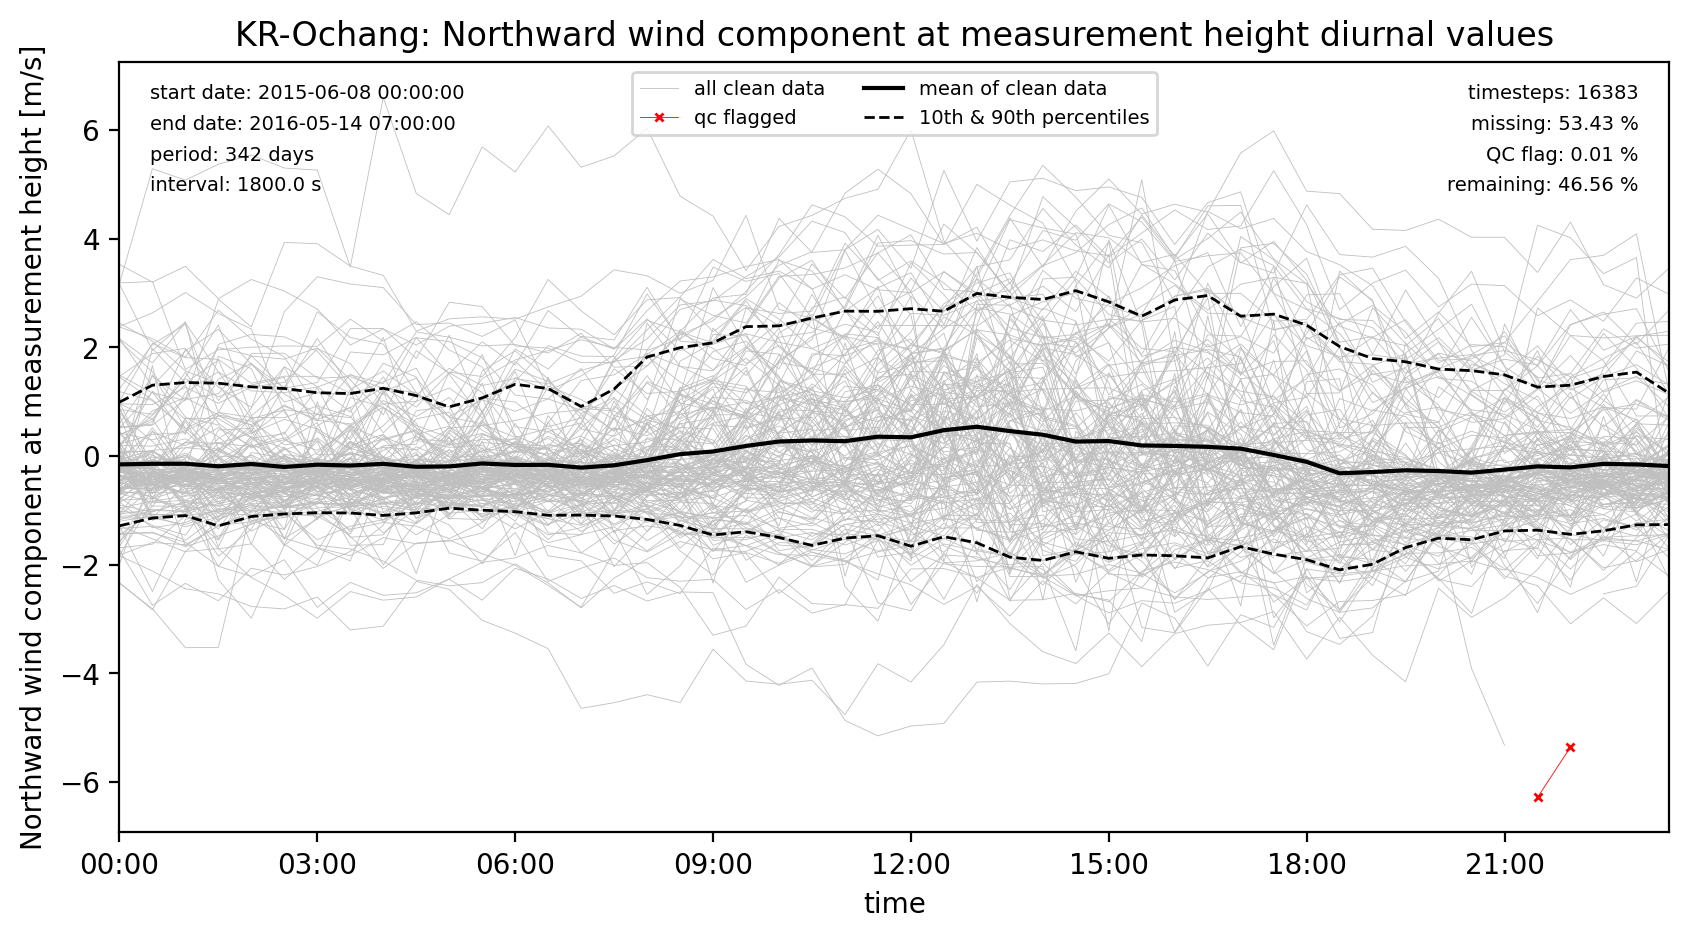 KR-Ochang: Northward wind component at measurement height diurnal values
Northward wind component at measurement height [m/s]
start date: 2015-06-08 00:00:00
end date: 2016-05-14 07:00:00
period: 342 days
interval: 1800.0 s
all clean data
qc flagged
mean of clean data
10th & 90th percentiles
timesteps: 16383
missing: 53.43 %
QC flag: 0.01 %
remaining: 46.56 %
6
4
2
0
−2
−4
−6
00:00 03:00 06:00 09:00 12:00 15:00 18:00 21:00
time